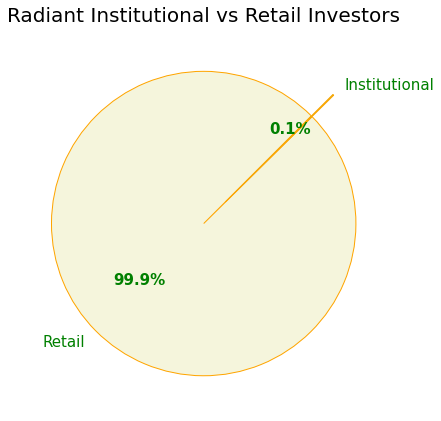 Radiant Institutional vs Retail Investors
Institutional
0.1%
99.9%
Retail